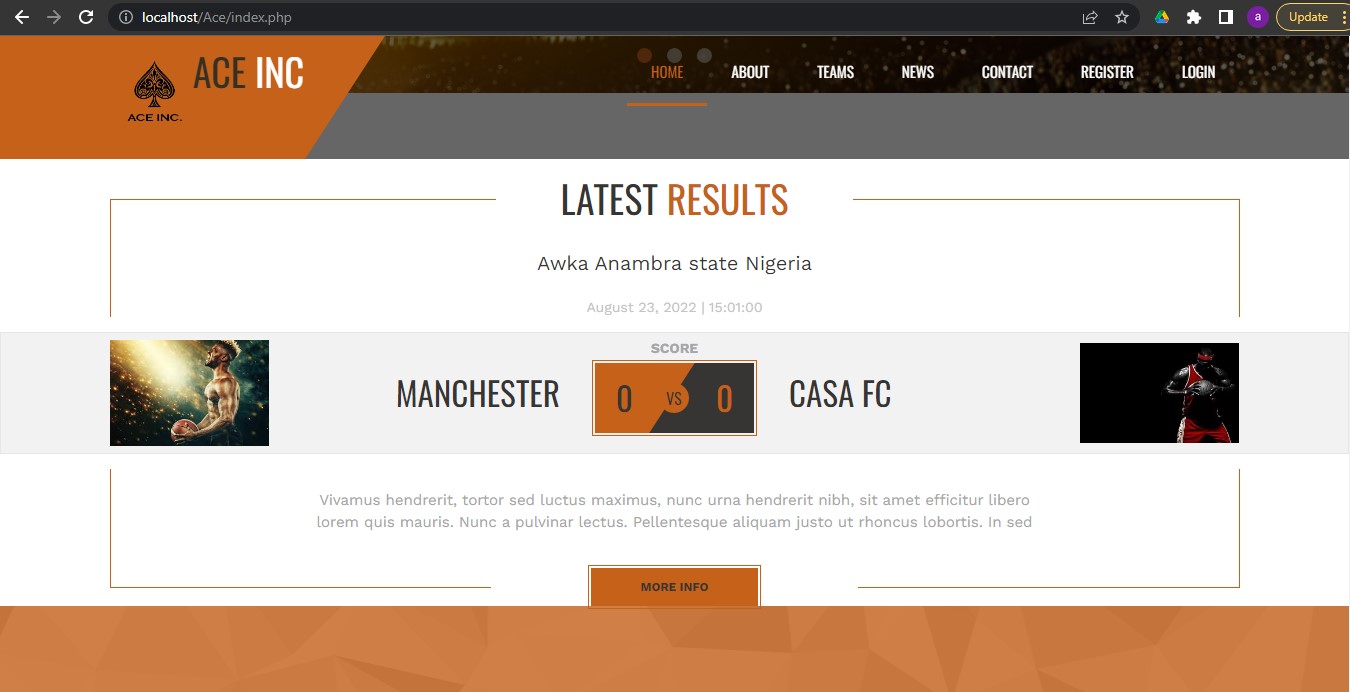 localhost/Ace/index.php
a
Update
ACE INC
ACE INC.
HOME ABOUT TEAMS NEWS CONTACT REGISTER LOGIN
LATEST RESULTS
Awka Anambra state Nigeria
August 23, 2022 | 15:01:00
SCORE
MANCHESTER 0 VS 0 CASA FC
Vivamus hendrerit, tortor sed luctus maximus, nunc urna hendrerit nibh, sit amet efficitur libero
lorem quis mauris. Nunc a pulvinar lectus. Pellentesque aliquam justo ut rhoncus lobortis. In sed
MORE INFO